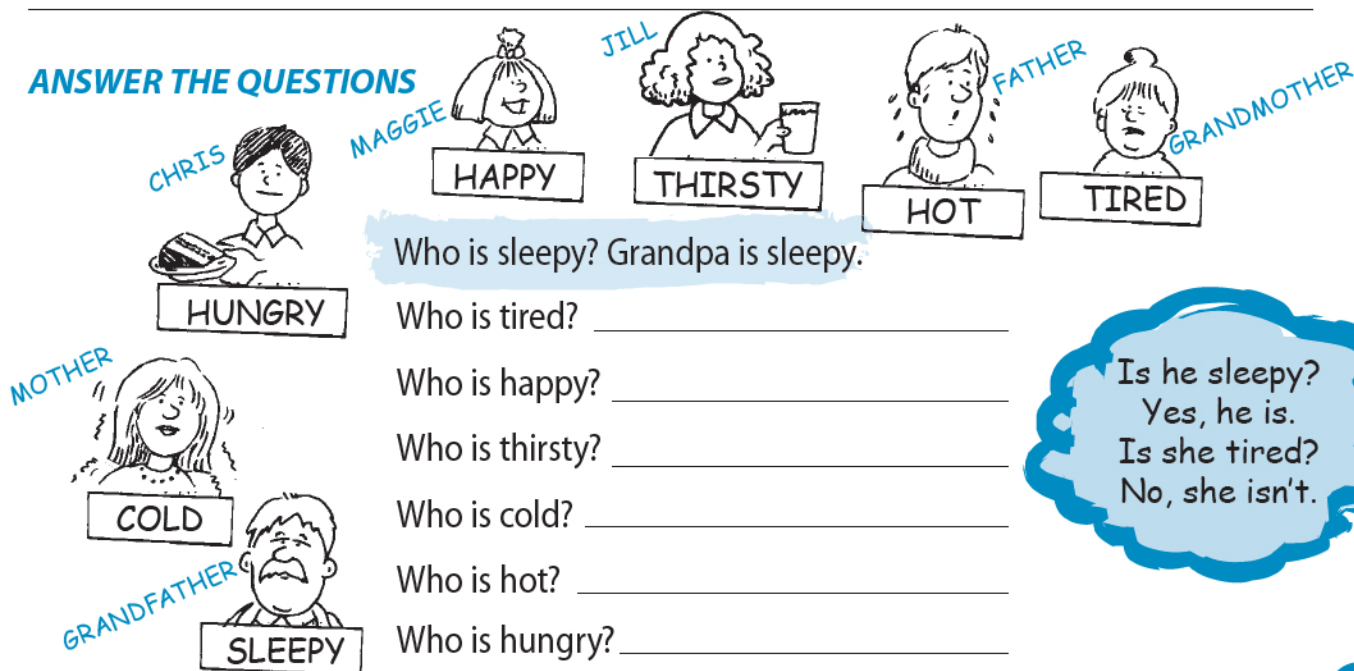 ANSWER THE QUESTIONS
MAGGIE
HAPPY
JILL
THIRSTY
FATHER
HOT
GRANDMOTHER
TIRED
CHRIS
HUNGRY
MOTHER
COLD
GRANDFATHER
SLEEPY
Who is sleepy? Grandpa is sleepy.
Who is tired?
Who is happy?
Who is thirsty?
Who is cold?
Who is hot?
Who is hungry?
Is he sleepy?
Yes, he is.
Is she tired?
No, she isn't.